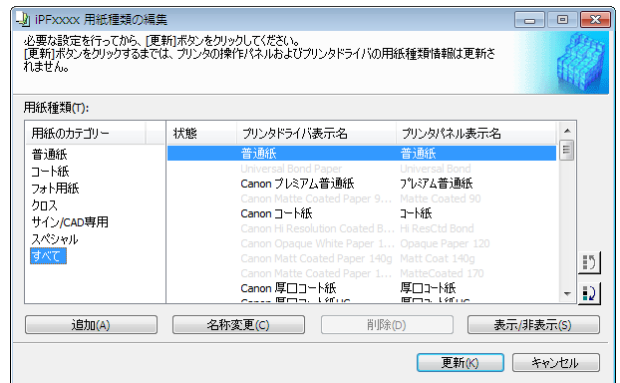 iPFxxxx 用紙種類の編集
必要な設定を行ってから、[更新]ボタンをクリックしてください。
[更新]ボタンをクリックするまでは、プリンタの操作パネルおよびプリンタドライバの用紙種類情報は更新さ
れません。
用紙種類(T):
用紙のカテゴリー 状態 プリンタドライバ表示名 プリンタパネル表示名
普通紙
コート紙
フォト用紙
クロス
サイン/CAD専用
スペシャル
すべて
普通紙 普通紙
Universal Bond Paper Universal Bond
Canon プレミアム普通紙 プレミアム普通紙
Canon Matte Coated Paper 9... Matte Coated 90
Canon コート紙 コート紙
Canon Hi Resolution Coated B... Hi ResCtd Bond
Canon Opaque White Paper 1... Opaque Paper 120
Canon Matt Coated Paper 140g Matt Coat 140g
Canon Matte Coated Paper 1... MatteCoated 170
Canon 厚口コート紙 厚口コート紙
追加(A) 名称変更(C) 削除(D) 表示/非表示(S)
更新(K) キャンセル